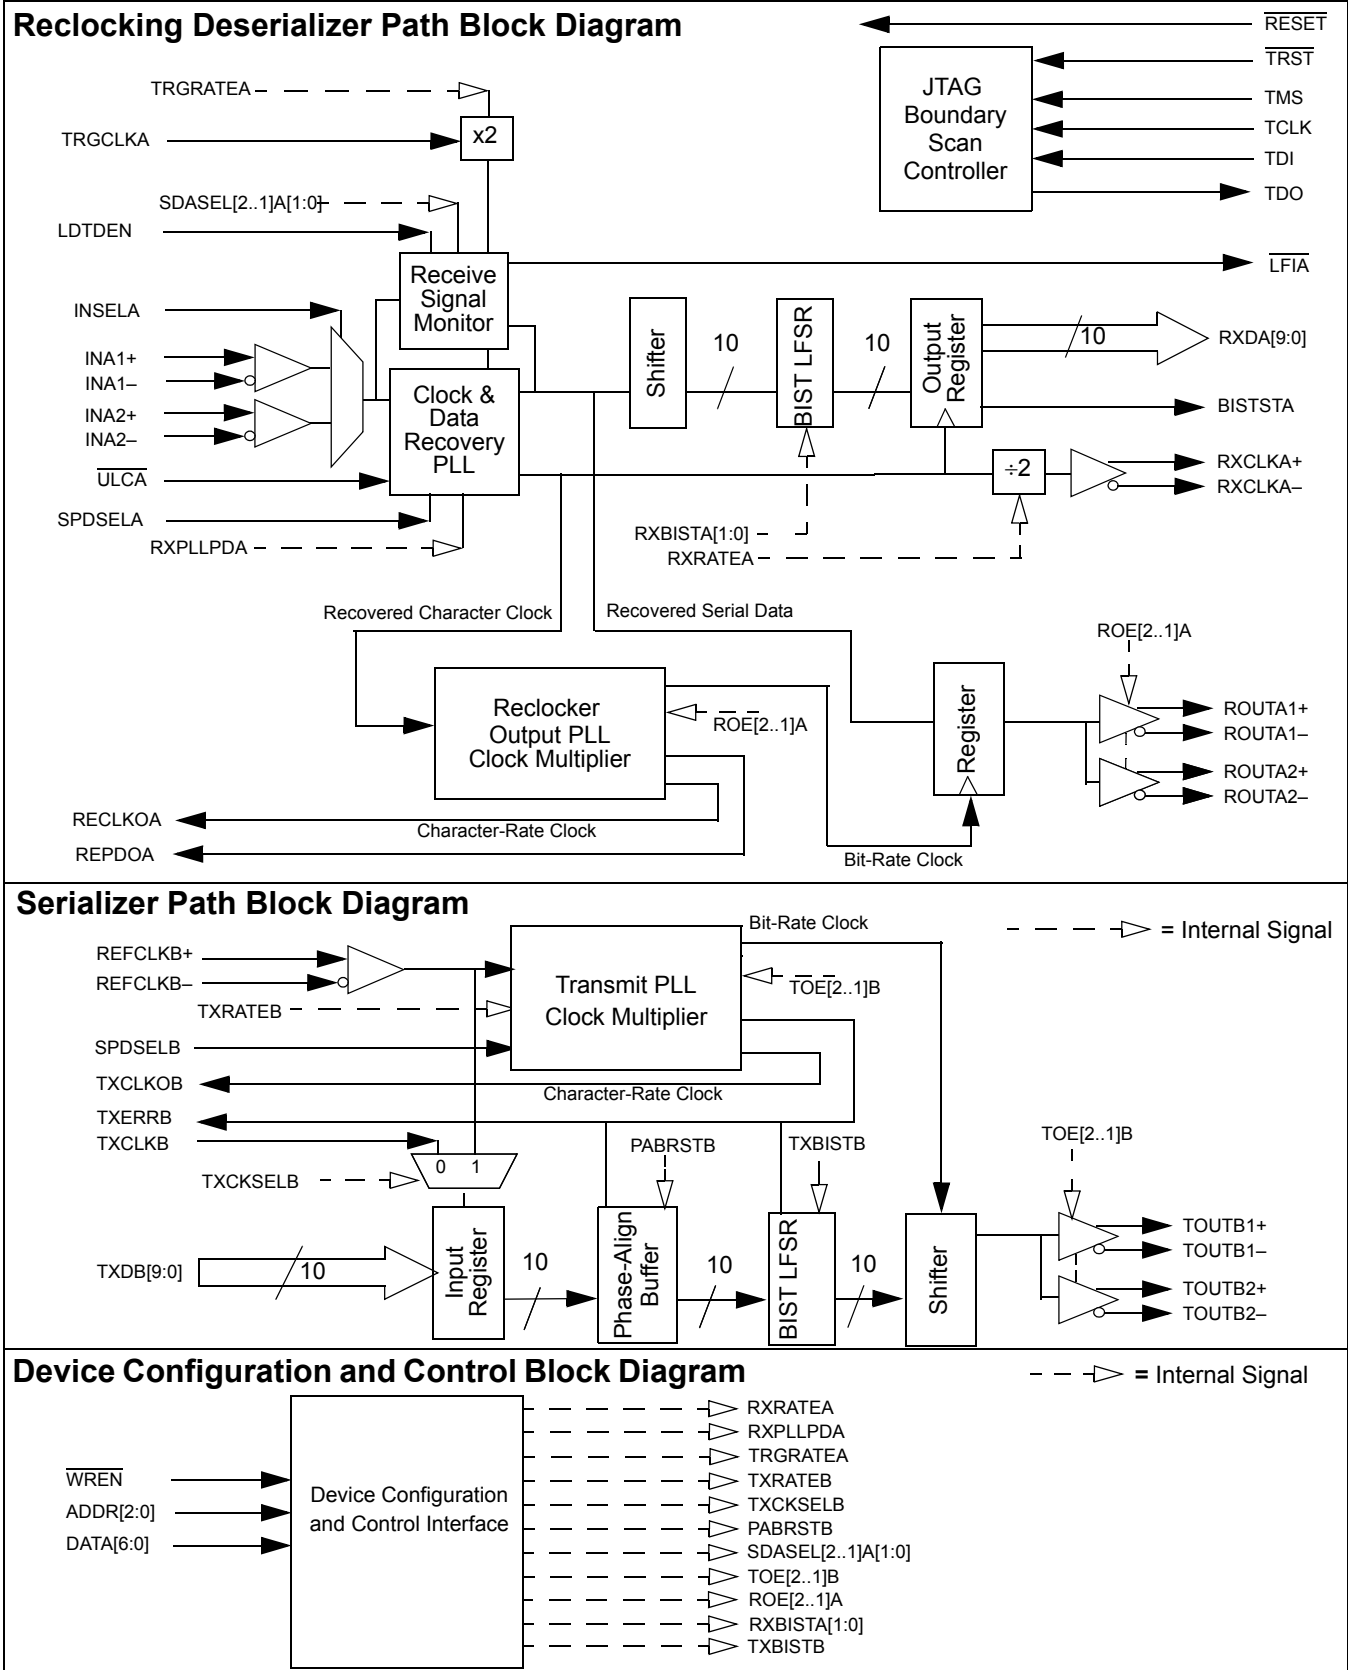 Reclocking Deserializer Path Block Diagram
RESET
TRST
TMS
TCLK
TDI
TDO
JTAG
Boundary
Scan
Controller
TRGRATEA
TRGCLKA
x2
SDASEL[2..1]A[1:0]
LDTDEN
LFIA
Receive
Signal
Monitor
INSELA
INA1+
INA1–
INA2+
INA2–
ULCA
SPDSELA
RXPLLPDA
Clock &
Data
Recovery
PLL
Shifter
10
BIST LFSR
10
Output
Register
10
RXDA[9:0]
BISTSTA
÷2
RXCLKA+
RXCLKA–
RXBISTA[1:0]
RXRATEA
Recovered Character Clock
Recovered Serial Data
ROE[2..1]A
Reclocker
Output PLL
Clock Multiplier
ROE[2..1]A
Register
ROUTA1+
ROUTA1–
ROUTA2+
ROUTA2–
RECLKOA
Character-Rate Clock
REPDOA
Bit-Rate Clock
Serializer Path Block Diagram
Bit-Rate Clock
= Internal Signal
REFCLKB+
REFCLKB–
TXRATEB
SPDSELB
Transmit PLL
Clock Multiplier
TOE[2..1]B
TXCLKOB
Character-Rate Clock
TXERRB
TXCLKB
0 1
TXCKSELB
PABRSTB
TXBISTB
TOE[2..1]B
TXDB[9:0]
10
Input
Register
10
Phase-Align
Buffer
10
BIST LFSR
10
Shifter
TOUTB1+
TOUTB1–
TOUTB2+
TOUTB2–
Device Configuration and Control Block Diagram
= Internal Signal
WREN
ADDR[2:0]
DATA[6:0]
Device Configuration
and Control Interface
RXRATEA
RXPLLPDA
TRGRATEA
TXRATEB
TXCKSELB
PABRSTB
SDASEL[2..1]A[1:0]
TOE[2..1]B
ROE[2..1]A
RXBISTA[1:0]
TXBISTB